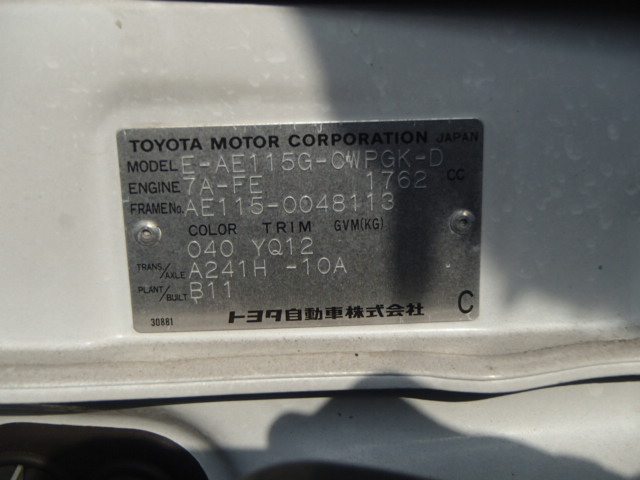 TOYOTA MOTOR CORPORATION JAPAN
MODEL E-AE115G-CWPGK-D
ENGINE 7A-FE 1762 CC
FRAME No. AE115-0048113
COLOR TRIM GVM(KG)
040 YQ12
TRANS./AXLE A241H -10A
PLANT/BUILT B11
30881 トヨタ自動車株式会社 C